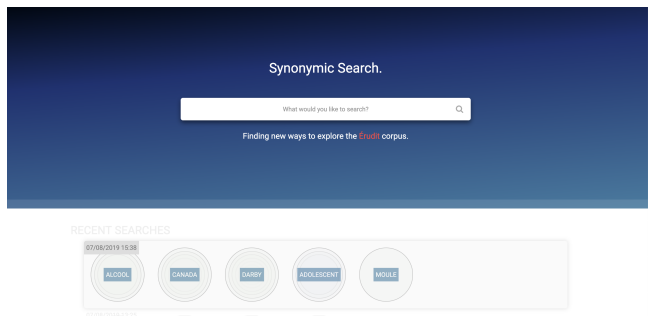 Synonymic Search.
What would you like to search?
Finding new ways to explore the Érudit corpus.
RECENT SEARCHES
07/08/2019 15:38
ALCOOL CANADA DARBY ADOLESCENT MOULE